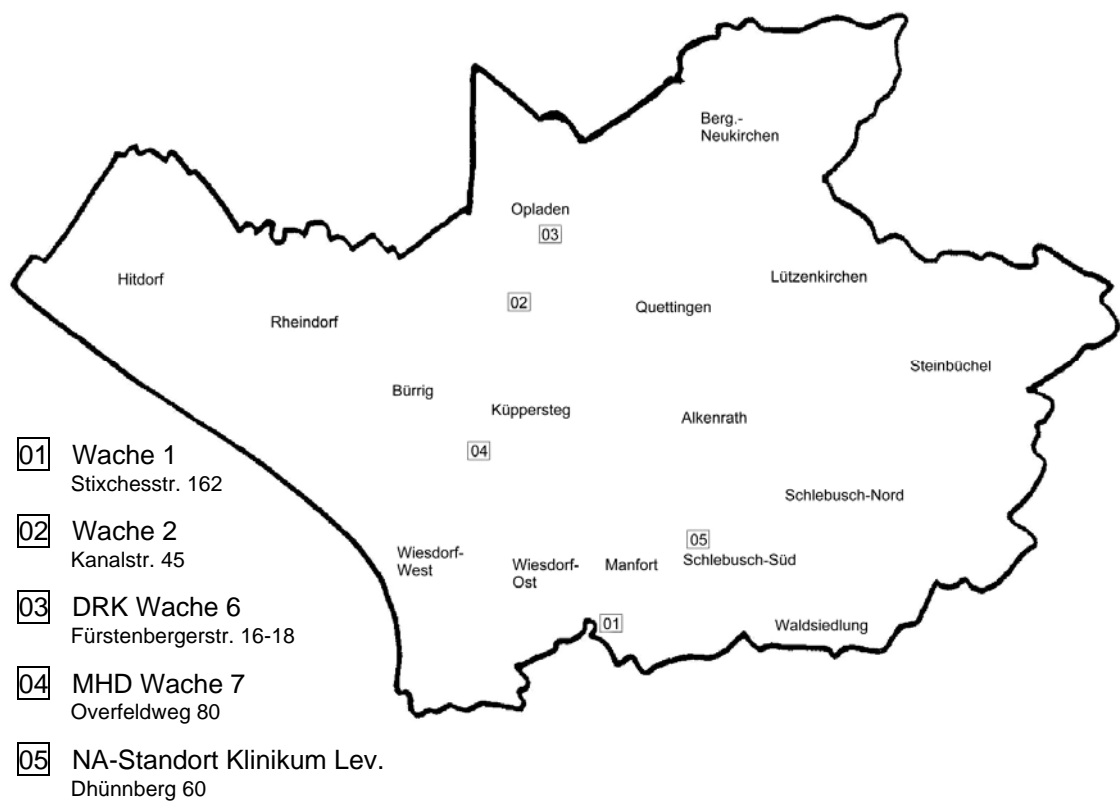 Berg.-
Neukirchen
Opladen
03
Hitdorf
Lützenkirchen
02
Quettingen
Rheindorf
Steinbüchel
Bürrig
Küppersteg
Alkenrath
04
Schlebusch-Nord
05
Wiesdorf-
West
Wiesdorf-
Ost
Manfort
Schlebusch-Süd
01
Waldsiedlung
01 Wache 1
Stixchesstr. 162
02 Wache 2
Kanalstr. 45
03 DRK Wache 6
Fürstenbergerstr. 16-18
04 MHD Wache 7
Overfeldweg 80
05 NA-Standort Klinikum Lev.
Dhünnberg 60